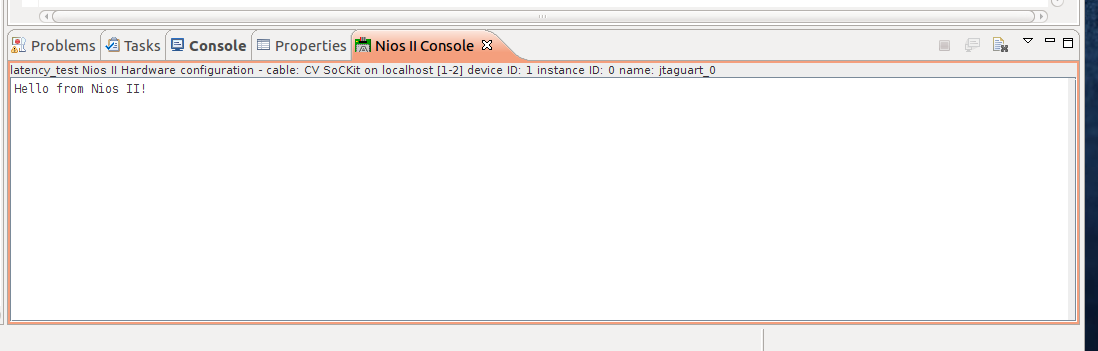 Problems Tasks Console Properties Nios II Console
latency_test Nios II Hardware configuration - cable: CV SoCKit on localhost [1-2] device ID: 1 instance ID: 0 name: jtaguart_0
Hello from Nios II!